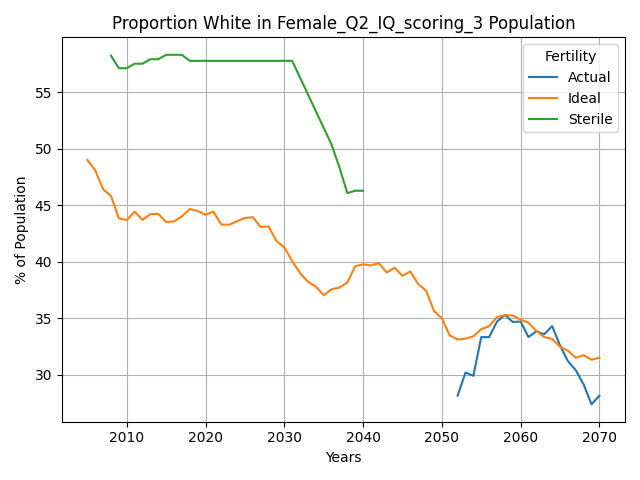 Proportion White in Female_Q2_IQ_scoring_3 Population
Fertility
Actual
Ideal
Sterile
% of Population
55
50
45
40
35
30
2010 2020 2030 2040 2050 2060 2070
Years